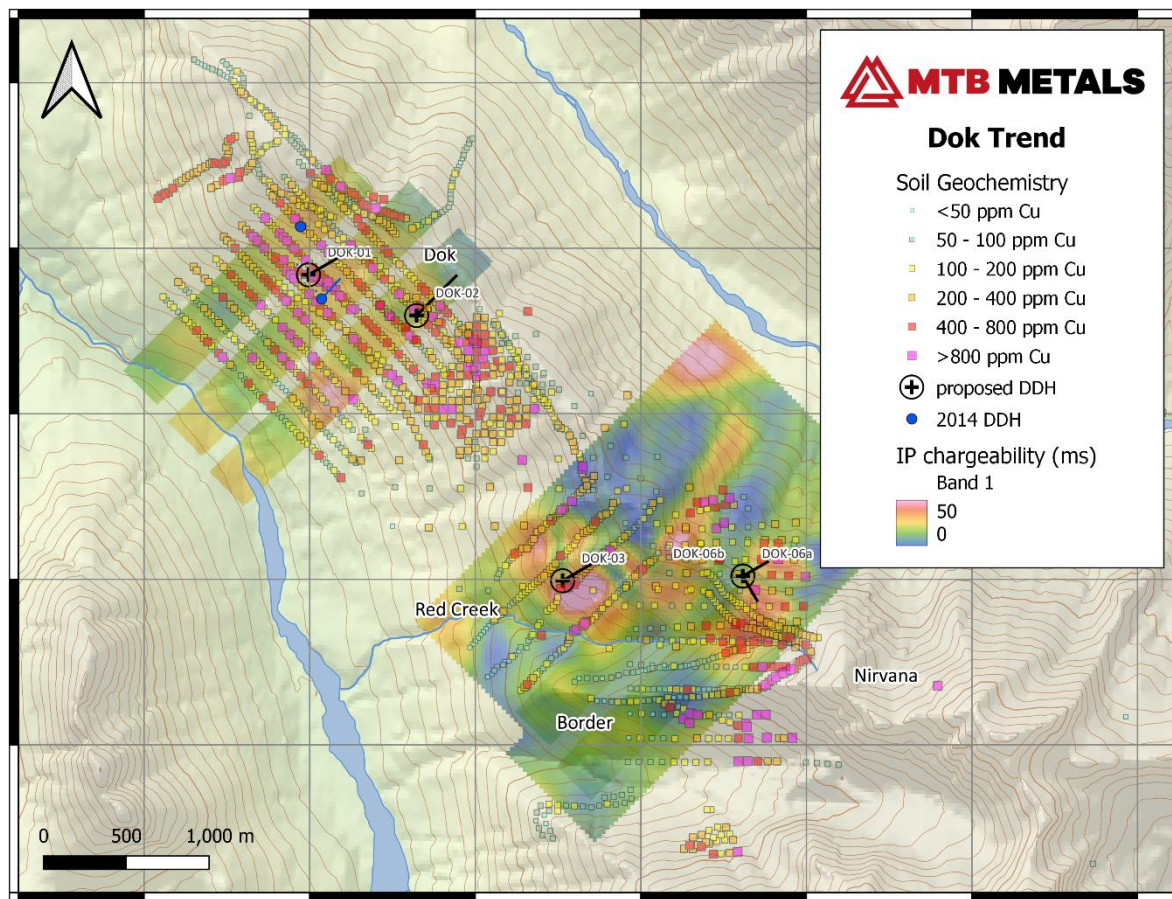 MTB METALS
Dok Trend
Soil Geochemistry
<50 ppm Cu
50 - 100 ppm Cu
100 - 200 ppm Cu
200 - 400 ppm Cu
400 - 800 ppm Cu
>800 ppm Cu
proposed DDH
2014 DDH
IP chargeability (ms)
Band 1
50
0
DOK-01
Dok
DOK-02
DOK-03
DOK-06b
DOK-06a
Red Creek
Nirvana
Border
0 500 1,000 m